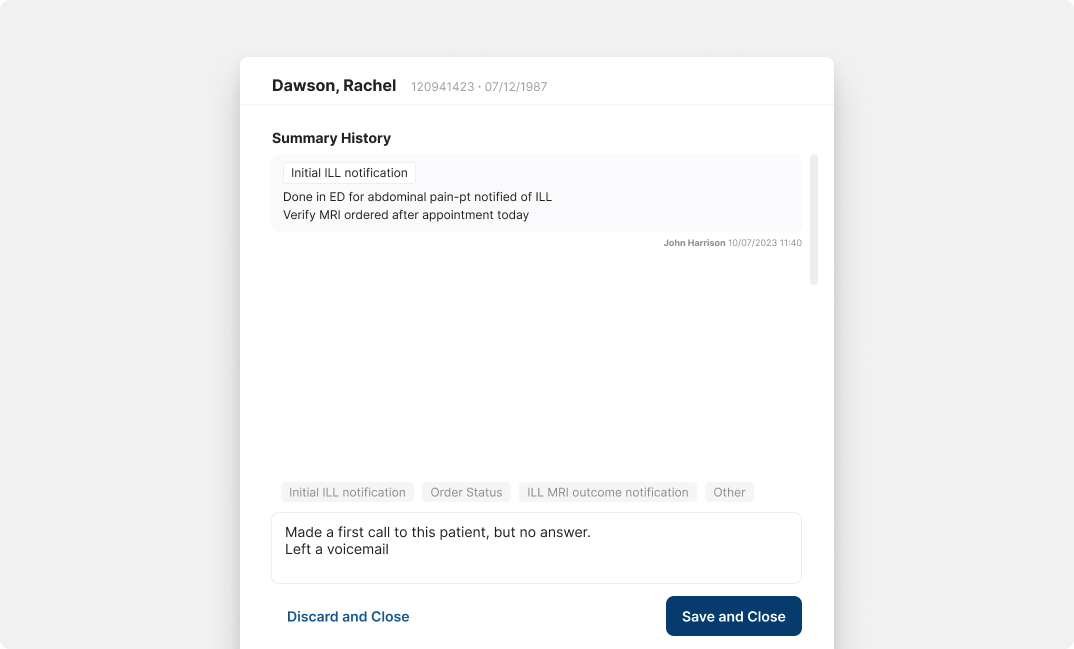 Dawson, Rachel 120941423 · 07/12/1987
Summary History
Initial ILL notification
Done in ED for abdominal pain-pt notified of ILL
Verify MRI ordered after appointment today
John Harrison 10/07/2023 11:40
Initial ILL notification Order Status ILL MRI outcome notification Other
Made a first call to this patient, but no answer.
Left a voicemail
Discard and Close Save and Close